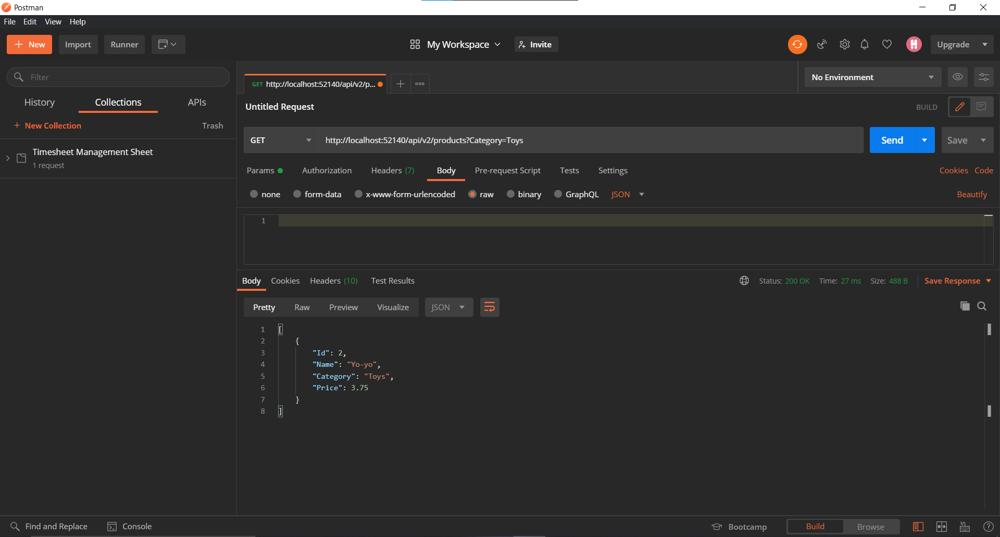 Postman
File Edit View Help
New Import Runner My Workspace Invite Upgrade
Filter
History Collections APIs
+ New Collection Trash
Timesheet Management Sheet
1 request
GET http://localhost:52140/api/v2/p...
No Environment
Untitled Request
BUILD
GET http://localhost:52140/api/v2/products?Category=Toys Send Save
Params Authorization Headers (7) Body Pre-request Script Tests Settings Cookies Code
none form-data x-www-form-urlencoded raw binary GraphQL JSON Beautify
1
Body Cookies Headers (10) Test Results Status: 200 OK Time: 27 ms Size: 488 B Save Response
Pretty Raw Preview Visualize JSON
1 [
2 {
3 "Id": 2,
4 "Name": "Yo-yo",
5 "Category": "Toys",
6 "Price": 3.75
7 }
8 ]
Find and Replace Console Bootcamp Build Browse